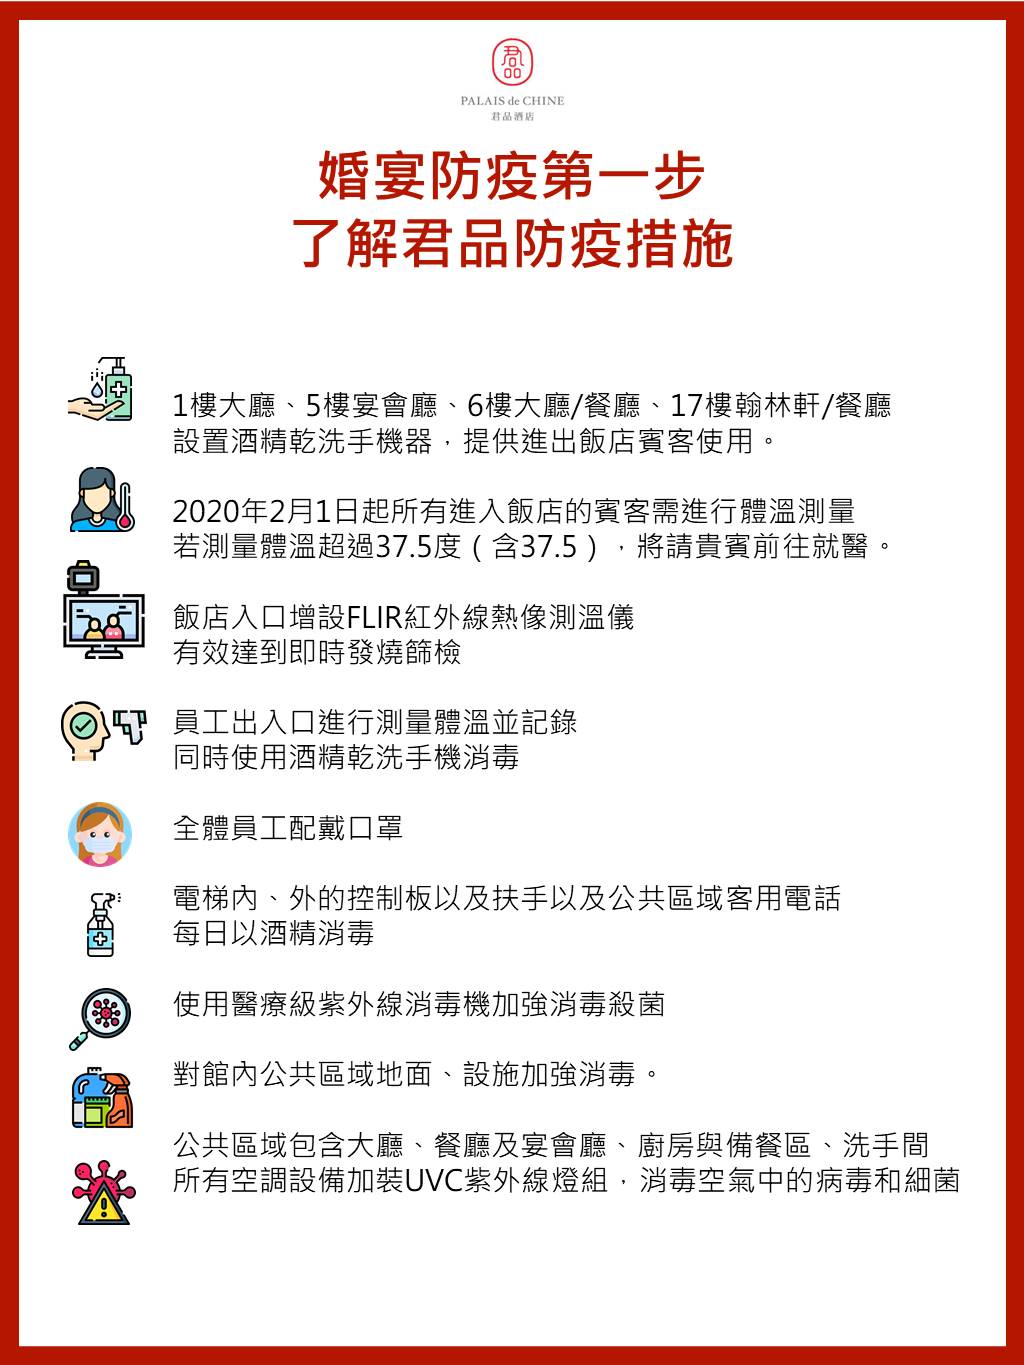 君品
PALAIS de CHINE
君品酒店
婚宴防疫第一步
了解君品防疫措施
1樓大廳、5樓宴會廳、6樓大廳/餐廳、17樓翰林軒/餐廳
設置酒精乾洗手機器，提供進出飯店賓客使用。
2020年2月1日起所有進入飯店的賓客需進行體溫測量
若測量體溫超過37.5度（含37.5），將請貴賓前往就醫。
飯店入口增設FLIR紅外線熱像測溫儀
有效達到即時發燒篩檢
員工出入口進行測量體溫並記錄
同時使用酒精乾洗手機消毒
全體員工配戴口罩
電梯內、外的控制板以及扶手以及公共區域客用電話
每日以酒精消毒
使用醫療級紫外線消毒機加強消毒殺菌
對館內公共區域地面、設施加強消毒。
公共區域包含大廳、餐廳及宴會廳、廚房與備餐區、洗手間
所有空調設備加裝UVC紫外線燈組，消毒空氣中的病毒和細菌